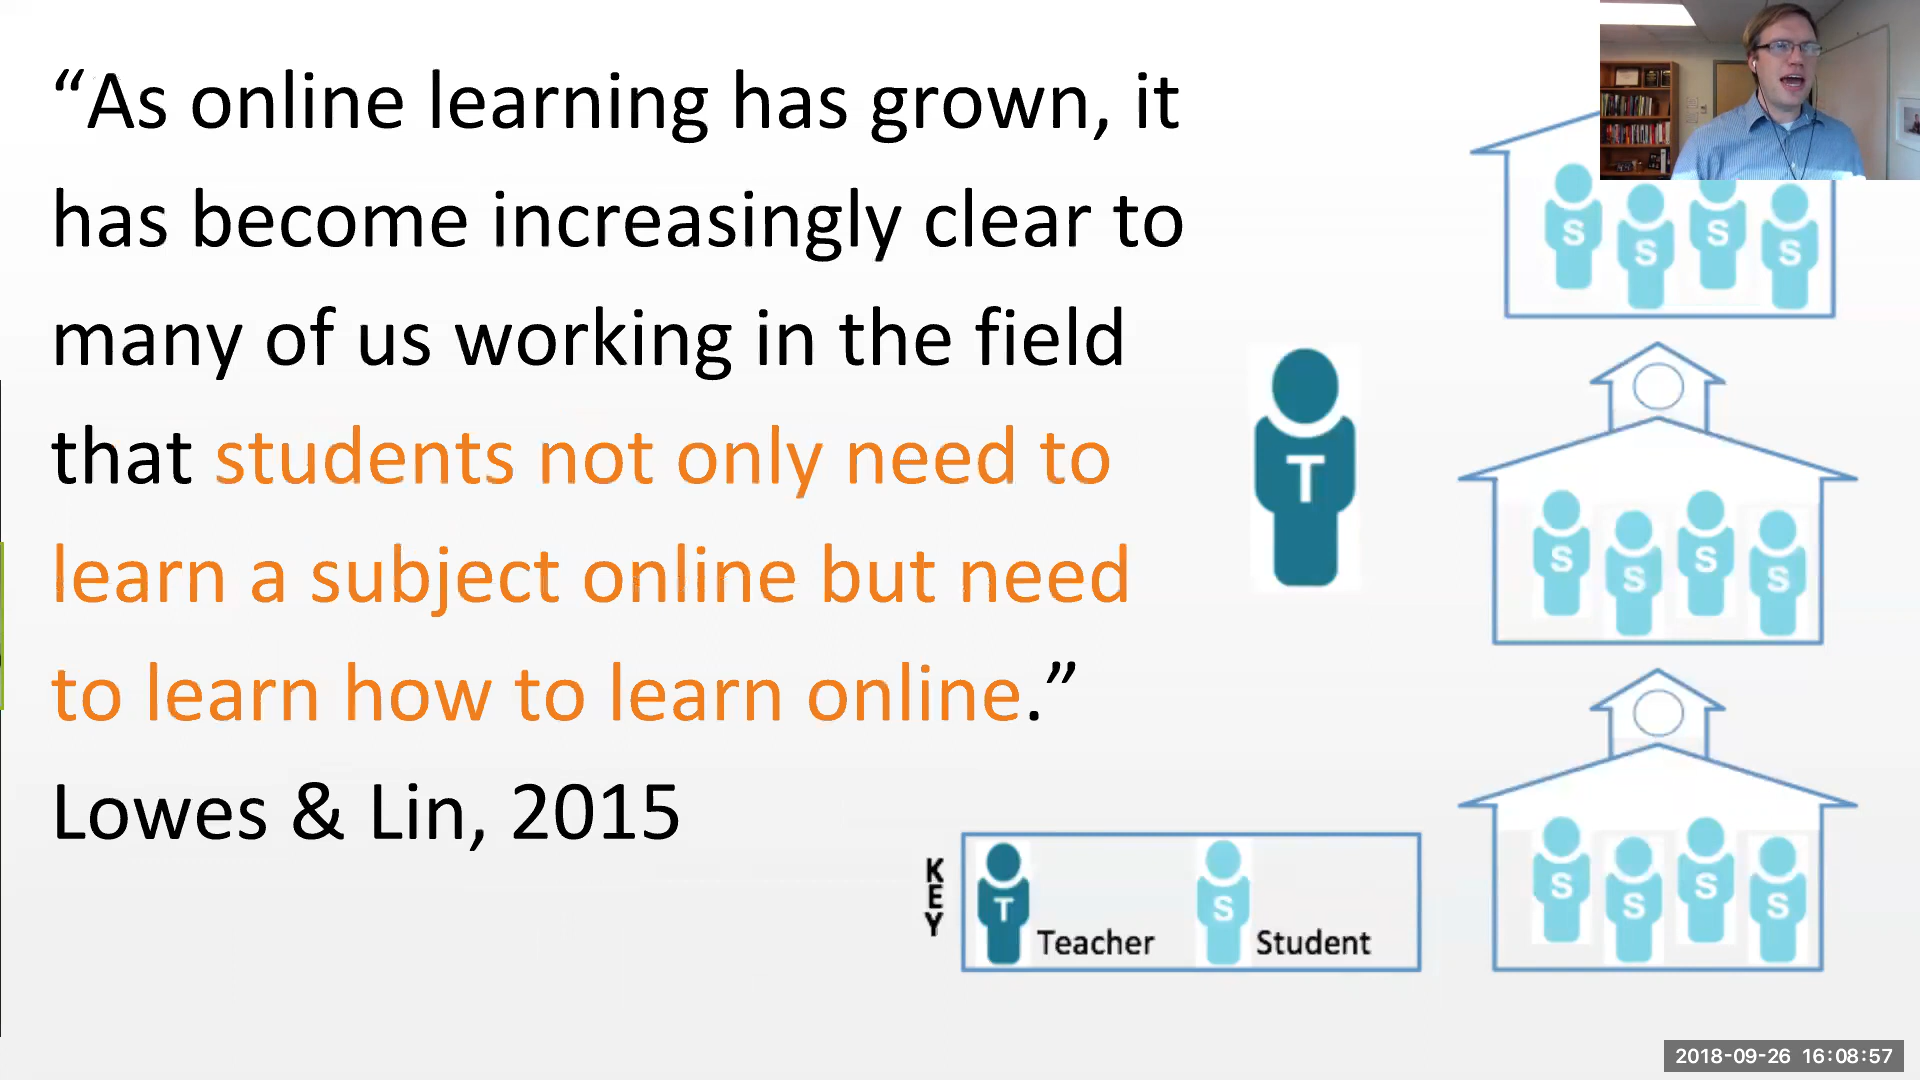 “As online learning has grown, it
has become increasingly clear to
many of us working in the field
that students not only need to
learn a subject online but need
to learn how to learn online.”
Lowes & Lin, 2015
S S S S
T
S S S S
S S S S
KEY
T Teacher S Student
2018-09-26 16:08:57